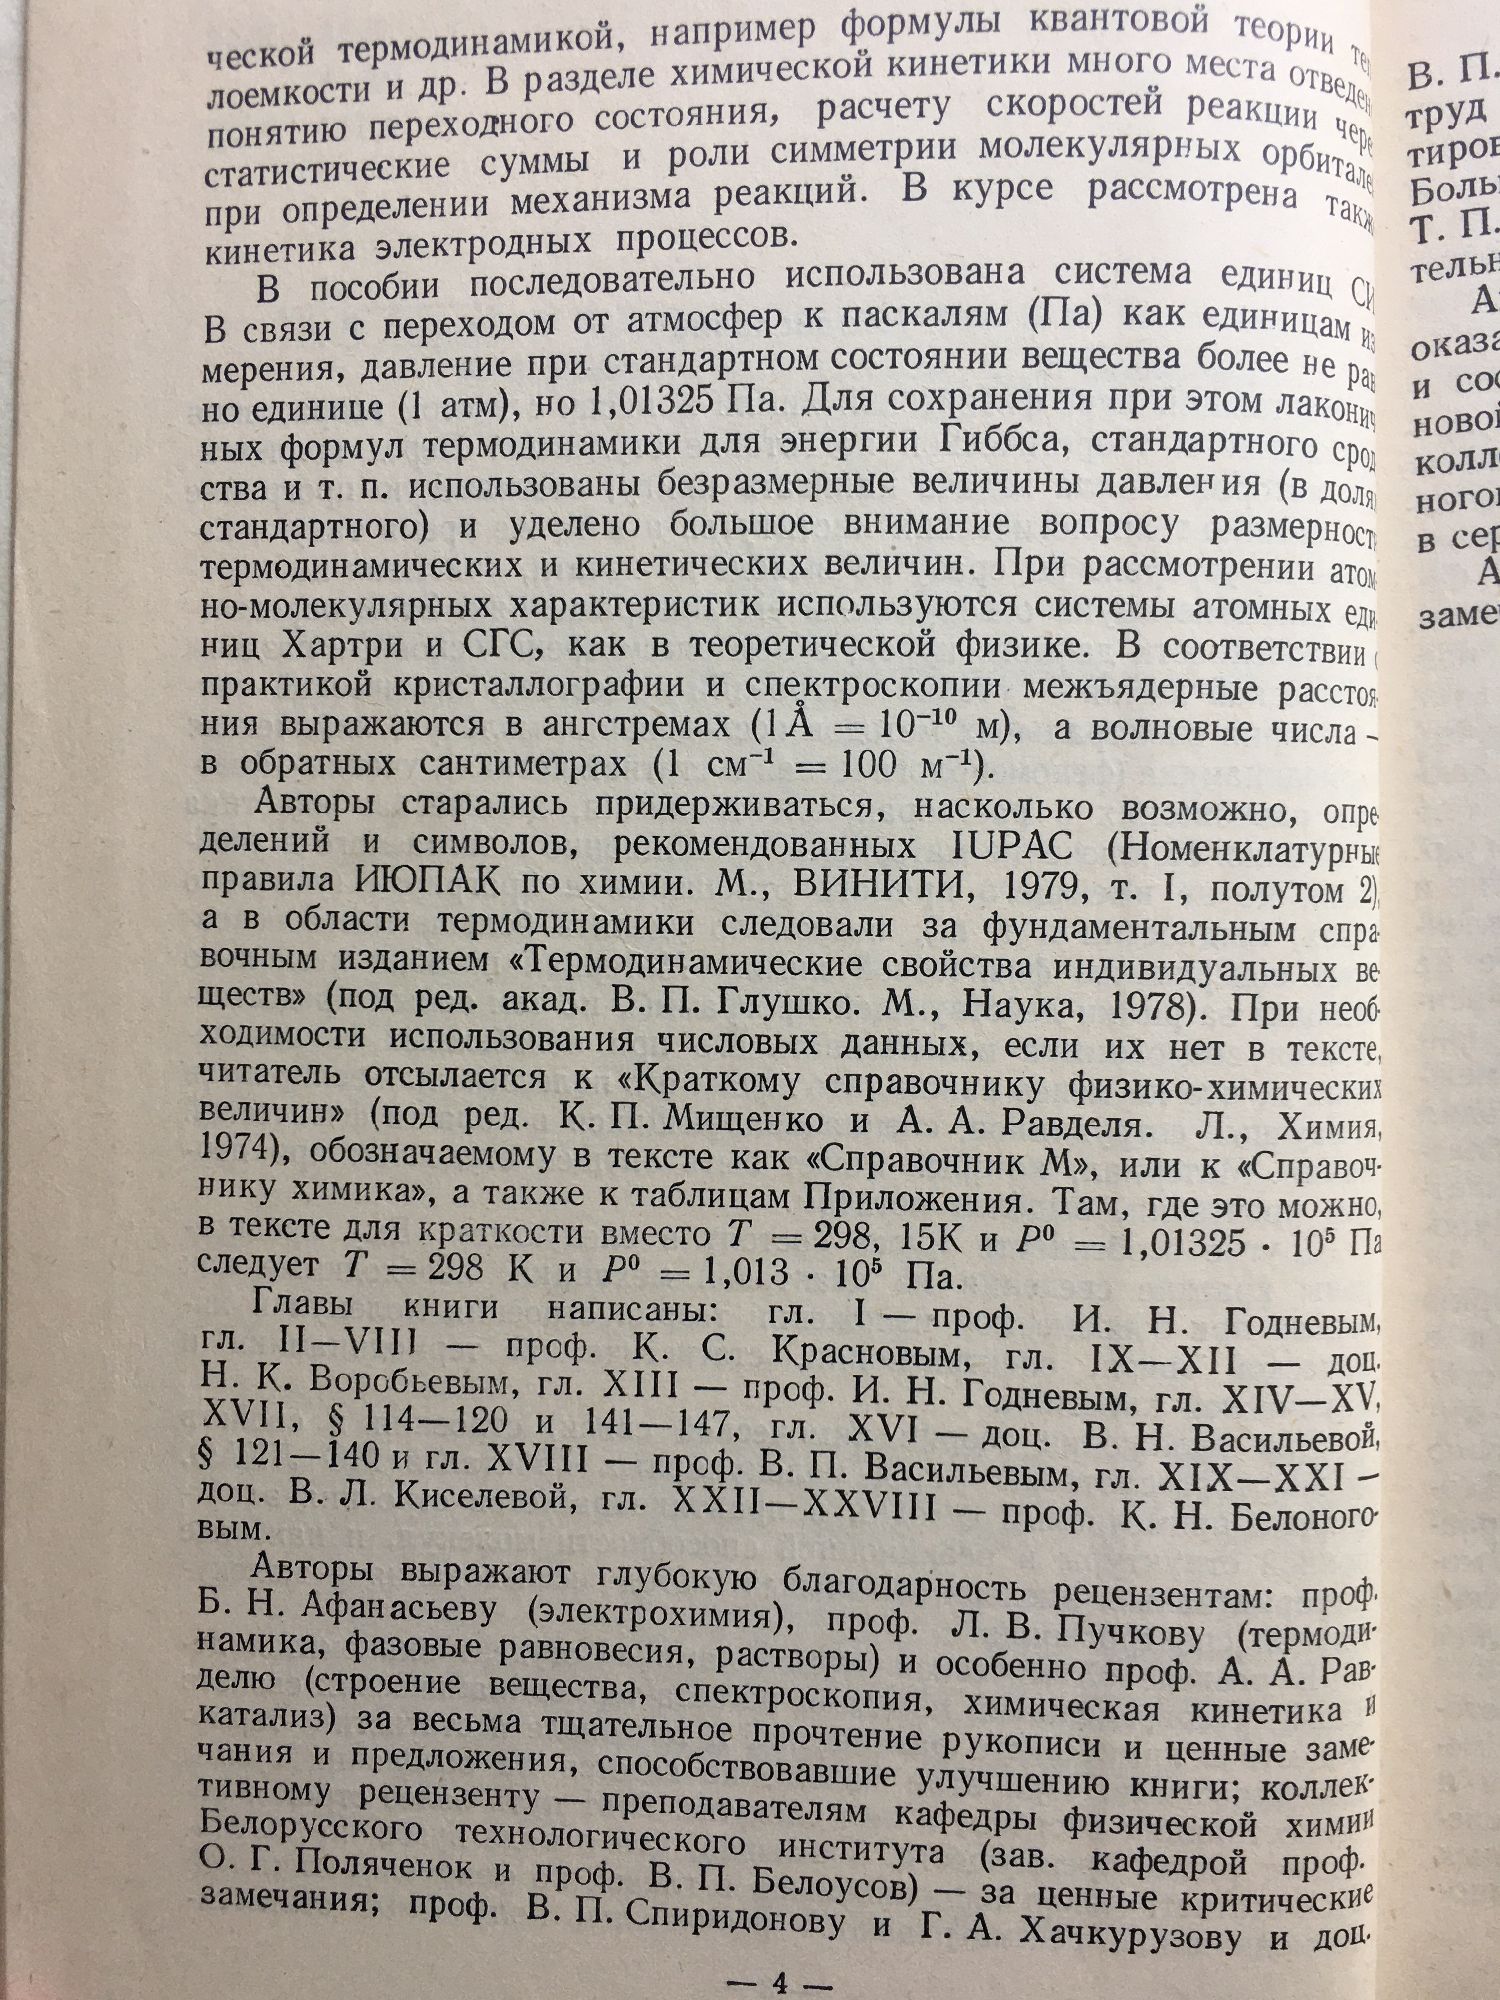 ческой термодинамикой, например формулы квантовой теории теп
лоемкости и др. В разделе химической кинетики много места отведен
понятию переходного состояния, расчету скоростей реакции чере
статистические суммы и роли симметрии молекулярных орбитале
при определении механизма реакций. В курсе рассмотрена такж
кинетика электродных процессов.
В пособии последовательно использована система единиц СИ
В связи с переходом от атмосфер к паскалям (Па) как единицам из
мерения, давление при стандартном состоянии вещества более не рав
но единице (1 атм), но 1,01325 Па. Для сохранения при этом лаконич
ных формул термодинамики для энергии Гиббса, стандартного срод
ства и т. п. использованы безразмерные величины давления (в долях
стандартного) и уделено большое внимание вопросу размерност
термодинамических и кинетических величин. При рассмотрении атом
но-молекулярных характеристик используются системы атомных еди
ниц Хартри и СГС, как в теоретической физике. В соответствии с
практикой кристаллографии и спектроскопии межъядерные расстоя
ния выражаются в ангстремах (1 Å = 10⁻¹⁰ м), а волновые числа —
в обратных сантиметрах (1 см⁻¹ = 100 м⁻¹).
Авторы старались придерживаться, насколько возможно, опре-
делений и символов, рекомендованных IUPAC (Номенклатурные
правила ИЮПАК по химии. М., ВИНИТИ, 1979, т. I, полутом 2),
а в области термодинамики следовали за фундаментальным спра-
вочным изданием «Термодинамические свойства индивидуальных ве-
ществ» (под ред. акад. В. П. Глушко. М., Наука, 1978). При необ-
ходимости использования числовых данных, если их нет в тексте,
читатель отсылается к «Краткому справочнику физико-химических
величин» (под ред. К. П. Мищенко и А. А. Равделя. Л., Химия,
1974), обозначаемому в тексте как «Справочник М», или к «Справоч-
нику химика», а также к таблицам Приложения. Там, где это можно,
в тексте для краткости вместо T = 298, 15К и P⁰ = 1,01325 · 10⁵ Па
следует T = 298 К и P⁰ = 1,013 · 10⁵ Па.
Главы книги написаны: гл. I — проф. И. Н. Годневым,
гл. II—VIII — проф. К. С. Красновым, гл. IX—XII — доц.
Н. К. Воробьевым, гл. XIII — проф. И. Н. Годневым, гл. XIV—XV,
XVII, § 114—120 и 141—147, гл. XVI — доц. В. Н. Васильевой,
§ 121—140 и гл. XVIII — проф. В. П. Васильевым, гл. XIX—XXI —
доц. В. Л. Киселевой, гл. XXII—XXVIII — проф. К. Н. Белоного-
вым.
Авторы выражают глубокую благодарность рецензентам: проф.
Б. Н. Афанасьеву (электрохимия), проф. Л. В. Пучкову (термоди-
намика, фазовые равновесия, растворы) и особенно проф. А. А. Рав-
делю (строение вещества, спектроскопия, химическая кинетика и
катализ) за весьма тщательное прочтение рукописи и ценные заме-
чания и предложения, способствовавшие улучшению книги; коллек-
тивному рецензенту — преподавателям кафедры физической химии
Белорусского технологического института (зав. кафедрой проф.
О. Г. Поляченок и проф. В. П. Белоусов) — за ценные критические
замечания; проф. В. П. Спиридонову и Г. А. Хачкурузову и доц.
— 4 —
В. П.
труд
тиров
Боль
Т. П.
тельн
А
оказа
и со
новой
колл
ного
в сер
А
заме